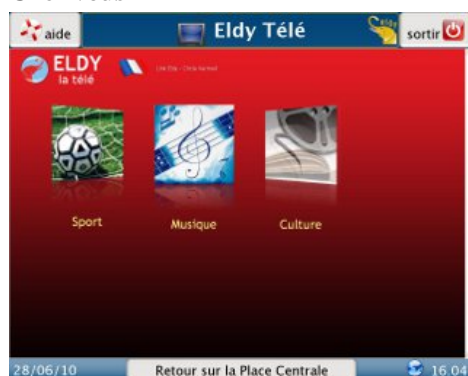 aide
Eldy Télé
sortir
ELDY
la télé
Sport
Musique
Culture
28/06/10
Retour sur la Place Centrale
16.04